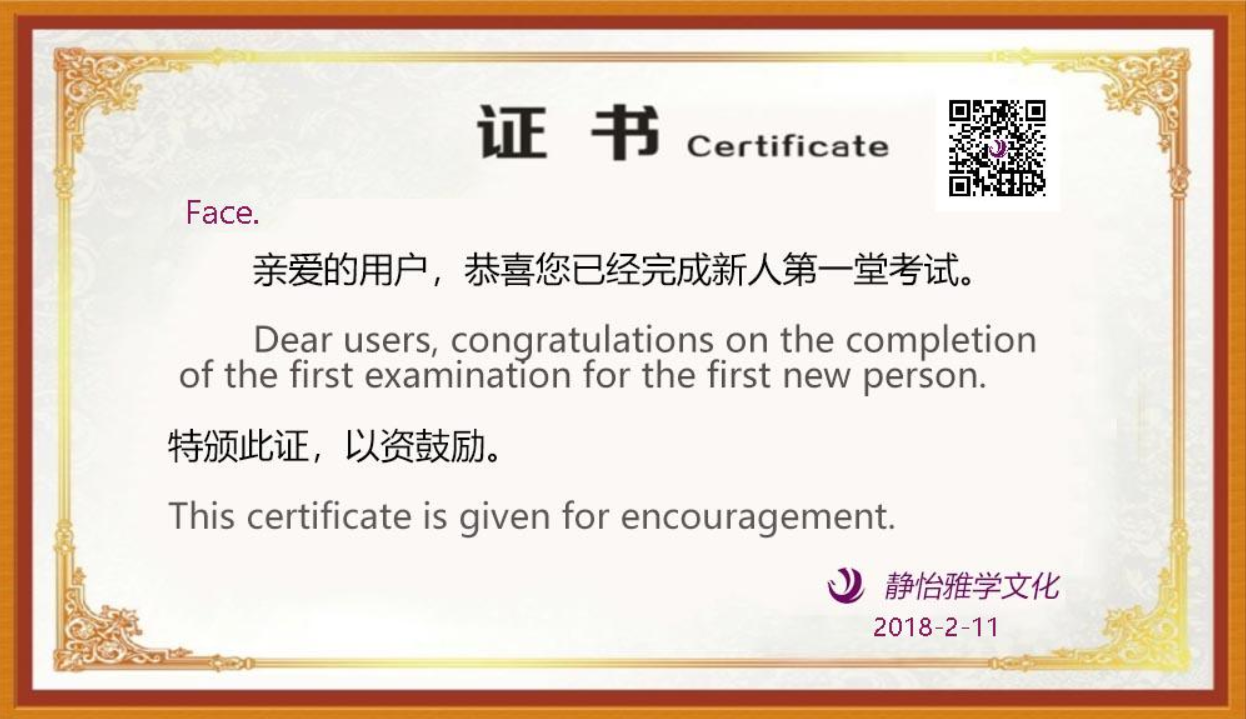 证 书 Certificate
Face.
亲爱的用户，恭喜您已经完成新人第一堂考试。
Dear users, congratulations on the completion
of the first examination for the first new person.
特颁此证，以资鼓励。
This certificate is given for encouragement.
静怡雅学文化
2018-2-11